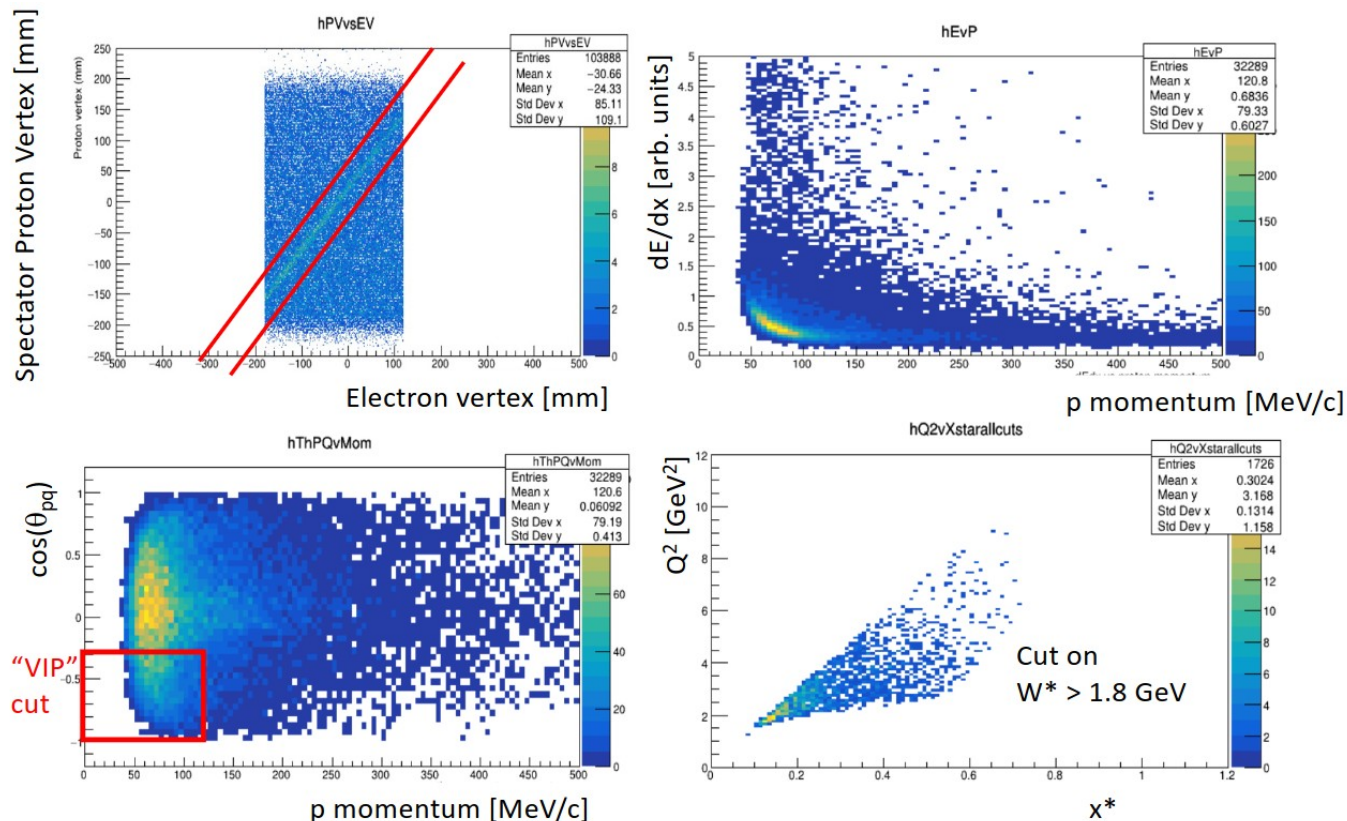 hPVvsEV
Spectator Proton Vertex [mm]
Proton vertex (mm)
250
200
150
100
50
0
−50
−100
−150
−200
−250
−500 −400 −300 −200 −100 0 100 200 300 400 500
hPVvsEV
Entries 103888
Mean x −30.66
Mean y −24.33
Std Dev x 85.11
Std Dev y 109.1
8
6
4
2
0
Electron vertex [mm]
hEvP
dE/dx [arb. units]
5
4.5
4
3.5
3
2.5
2
1.5
1
0.5
0
0 50 100 150 200 250 300 350 400 450 500
hEvP
Entries 32289
Mean x 120.8
Mean y 0.6836
Std Dev x 79.33
Std Dev y 0.6027
200
150
100
50
0
p momentum [MeV/c]
hThPQvMom
cos(θpq)
1
0.5
0
−0.5
−1
"VIP"
cut
0 50 100 150 200 250 300 350 400 450 500
hThPQvMom
Entries 32289
Mean x 120.6
Mean y 0.06092
Std Dev x 79.19
Std Dev y 0.413
60
40
20
0
p momentum [MeV/c]
hQ2vXstarallcuts
Q² [GeV²]
12
10
8
6
4
2
0
0 0.2 0.4 0.6 0.8 1 1.2
hQ2vXstarallcuts
Entries 1726
Mean x 0.3024
Mean y 3.168
Std Dev x 0.1314
Std Dev y 1.158
14
12
10
8
6
4
2
0
Cut on
W* > 1.8 GeV
x*